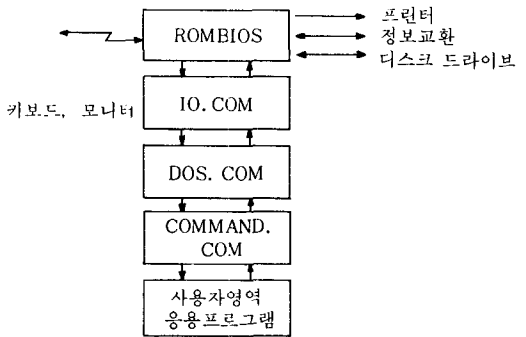 ROMBIOS
프린터
정보교환
디스크 드라이브
키보드, 모니터
IO.COM
DOS. COM
COMMAND.
COM
사용자영역
응용프로그램